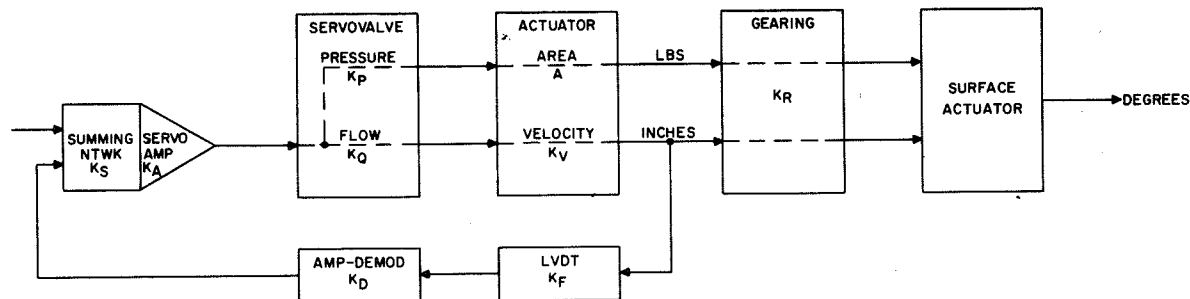 SERVOVALVE
PRESSURE
KP
FLOW
KQ
ACTUATOR
AREA
A
VELOCITY
KV
LBS
INCHES
GEARING
KR
SURFACE
ACTUATOR
DEGREES
SUMMING
NTWK
KS
SERVO
AMP
KA
AMP-DEMOD
KD
LVDT
KF